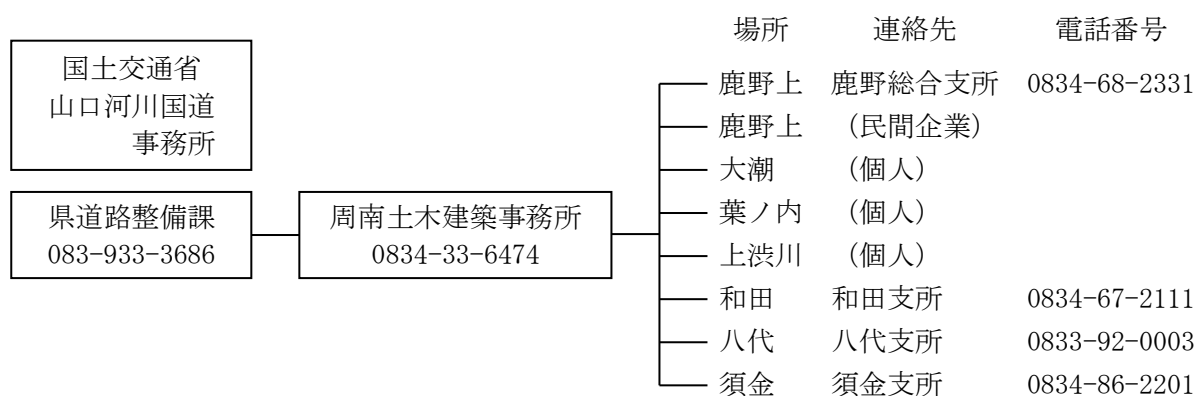 場所 連絡先 電話番号
国土交通省
山口河川国道
事務所
県道路整備課
083-933-3686
周南土木建築事務所
0834-33-6474
鹿野上 鹿野総合支所 0834-68-2331
鹿野上 (民間企業)
大潮 (個人)
葉ノ内 (個人)
上渋川 (個人)
和田 和田支所 0834-67-2111
八代 八代支所 0833-92-0003
須金 須金支所 0834-86-2201